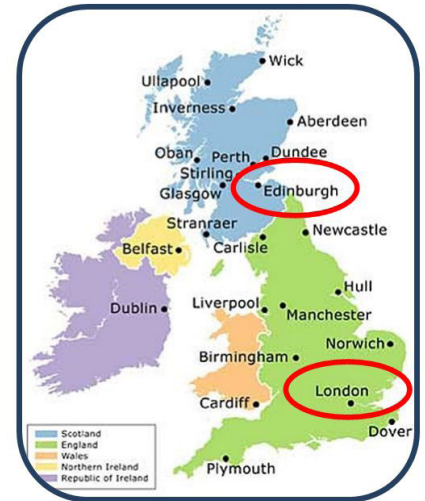 Wick
Ullapool
Inverness
Aberdeen
Oban
Perth
Dundee
Stirling
Glasgow
Edinburgh
Stranraer
Newcastle
Belfast
Carlisle
Hull
Liverpool
Dublin
Manchester
Norwich
Birmingham
London
Cardiff
Dover
Plymouth
Scotland
England
Wales
Northern Ireland
Republic of Ireland